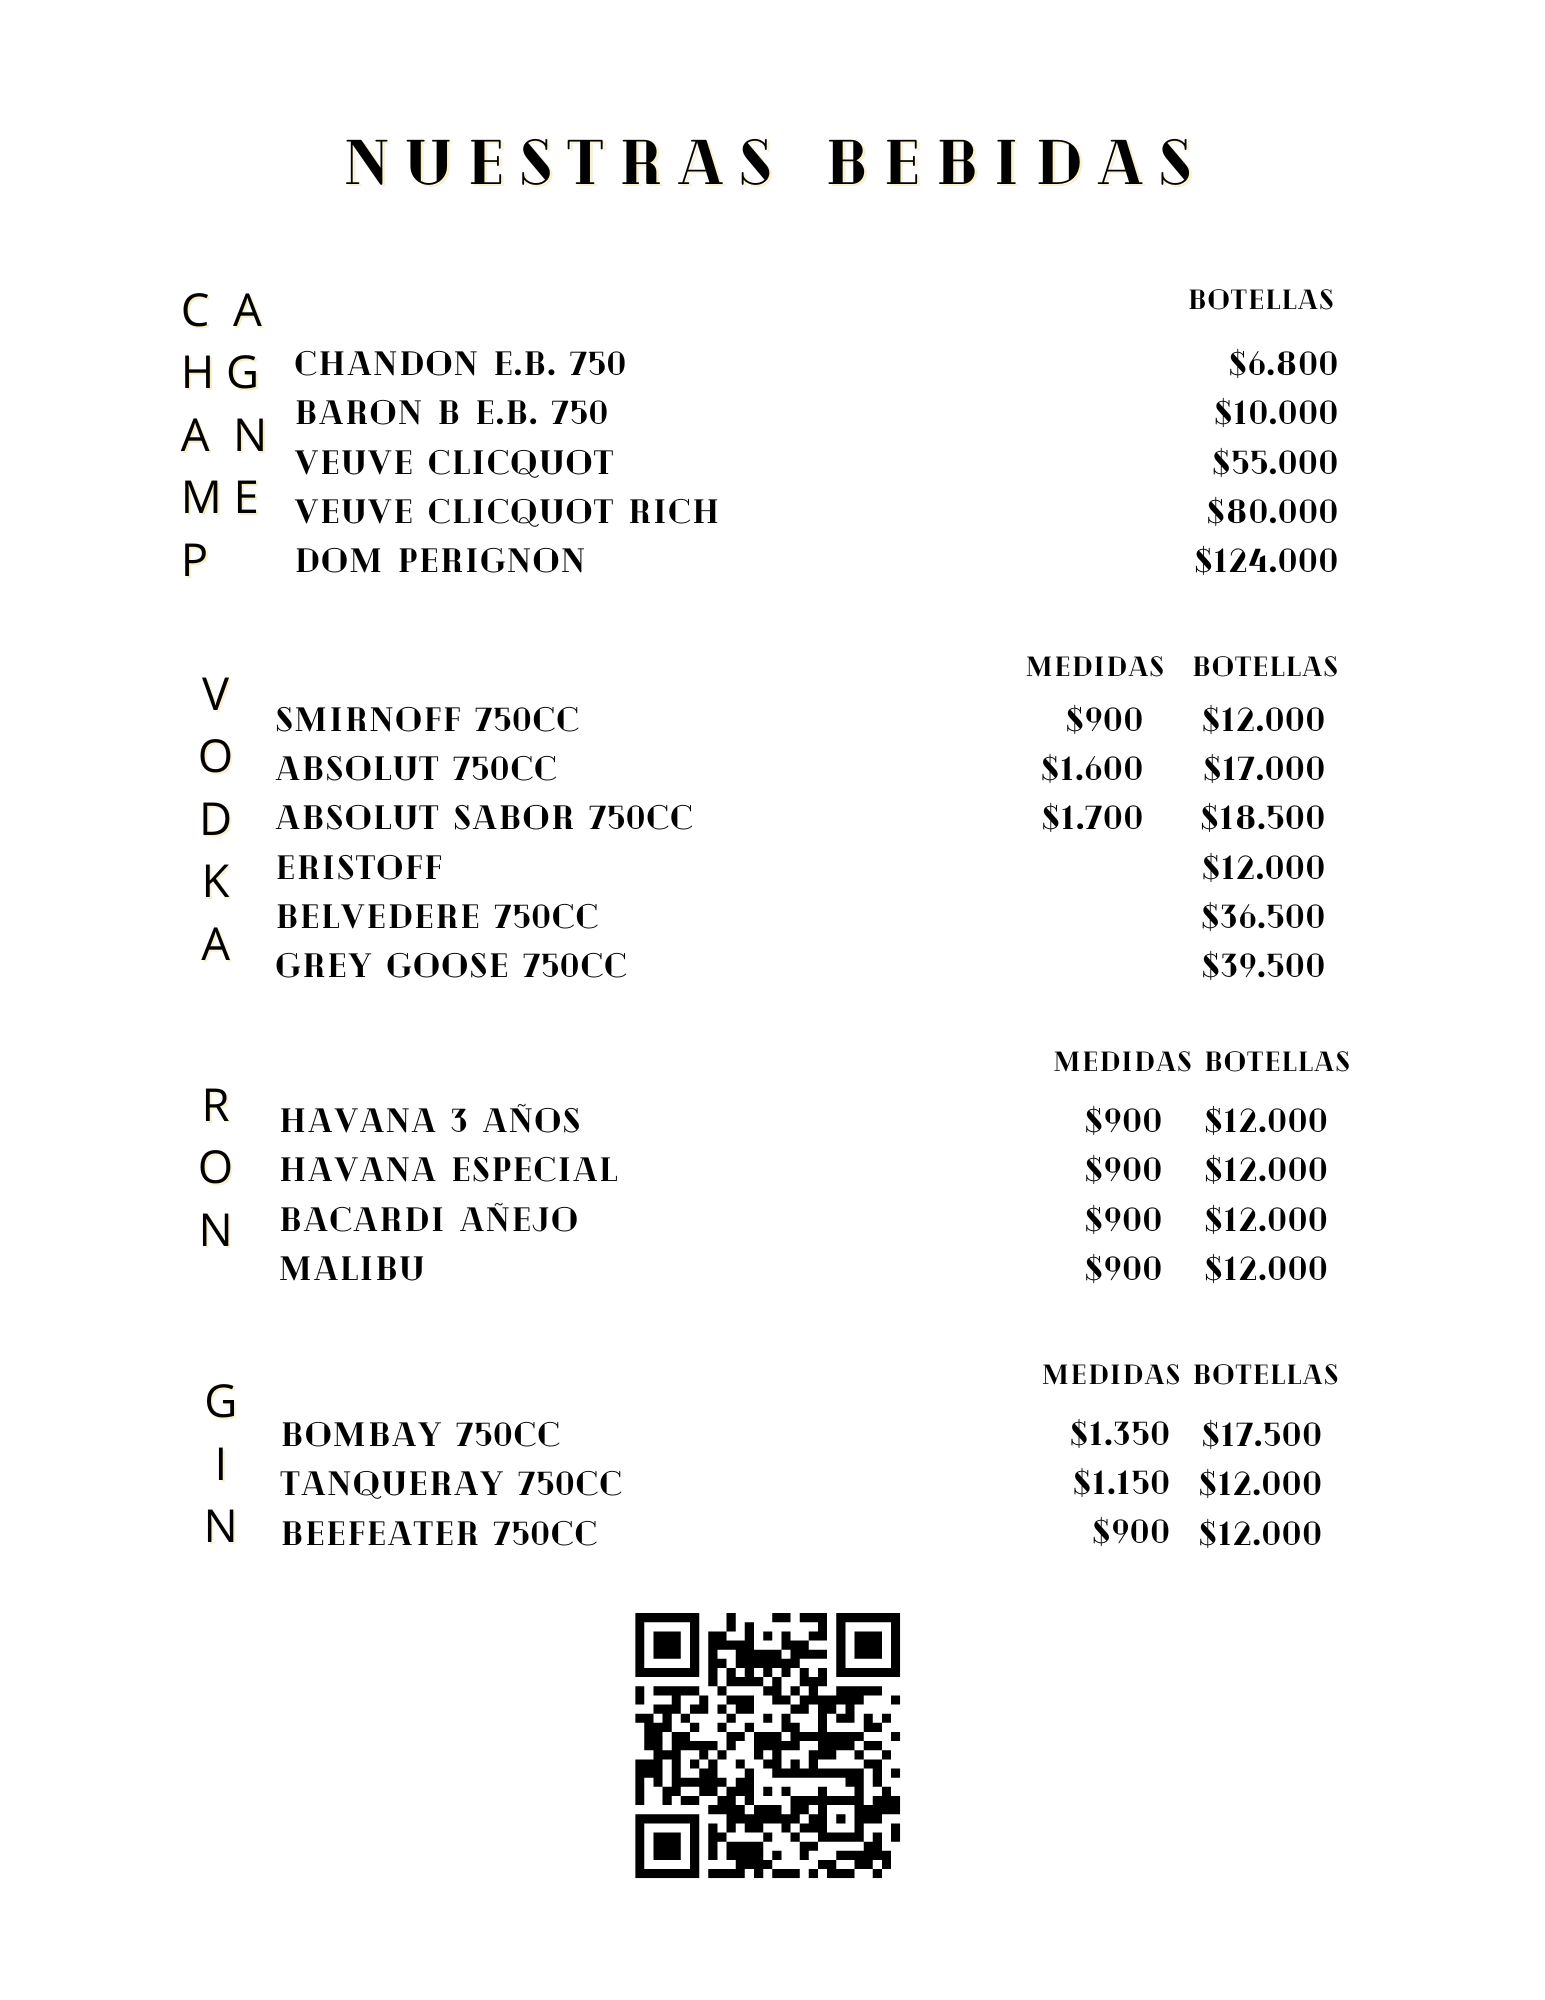 NUESTRAS BEBIDAS
CHAMPAGNE
BOTELLAS
CHANDON E.B. 750 $6.800
BARON B E.B. 750 $10.000
VEUVE CLICQUOT $55.000
VEUVE CLICQUOT RICH $80.000
DOM PERIGNON $124.000
VODKA
MEDIDAS BOTELLAS
SMIRNOFF 750CC $900 $12.000
ABSOLUT 750CC $1.600 $17.000
ABSOLUT SABOR 750CC $1.700 $18.500
ERISTOFF $12.000
BELVEDERE 750CC $36.500
GREY GOOSE 750CC $39.500
RON
MEDIDAS BOTELLAS
HAVANA 3 AÑOS $900 $12.000
HAVANA ESPECIAL $900 $12.000
BACARDI AÑEJO $900 $12.000
MALIBU $900 $12.000
GIN
MEDIDAS BOTELLAS
BOMBAY 750CC $1.350 $17.500
TANQUERAY 750CC $1.150 $12.000
BEEFEATER 750CC $900 $12.000